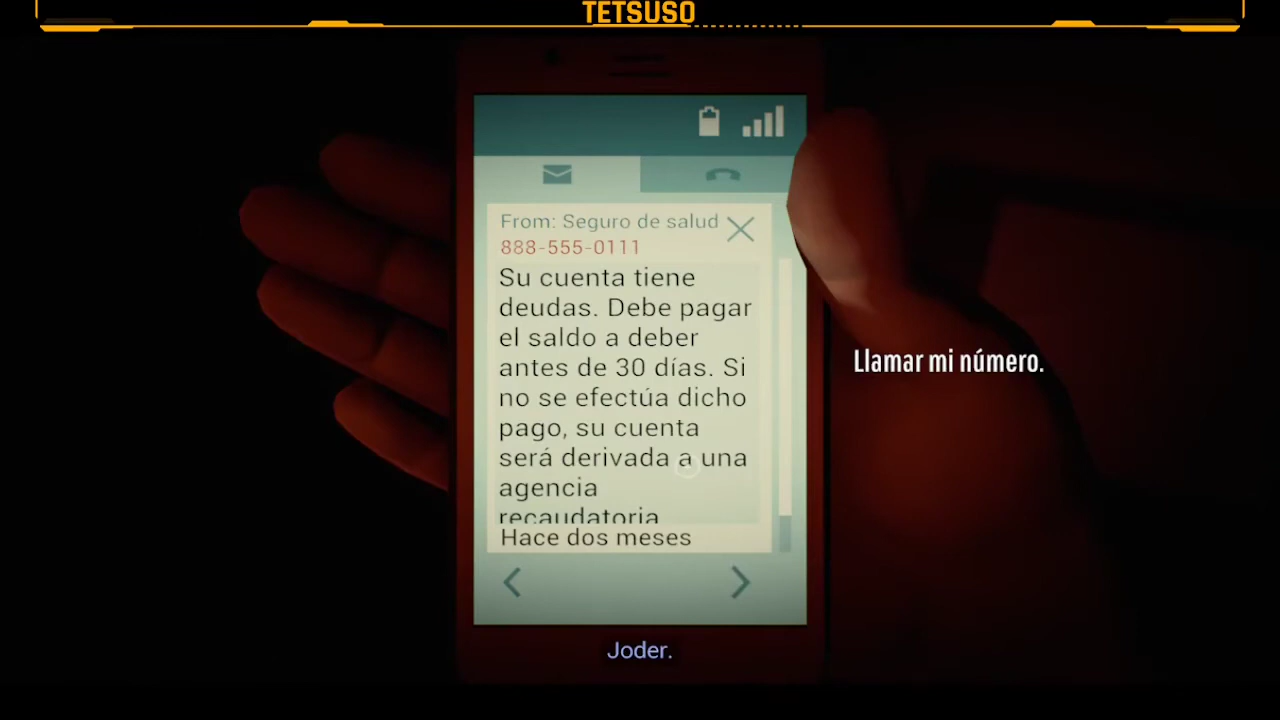 TETSUSO
From: Seguro de salud
888-555-0111
Su cuenta tiene
deudas. Debe pagar
el saldo a deber
antes de 30 días. Si
no se efectúa dicho
pago, su cuenta
será derivada a una
agencia
recaudatoria
Hace dos meses
Llamar mi número.
Joder.